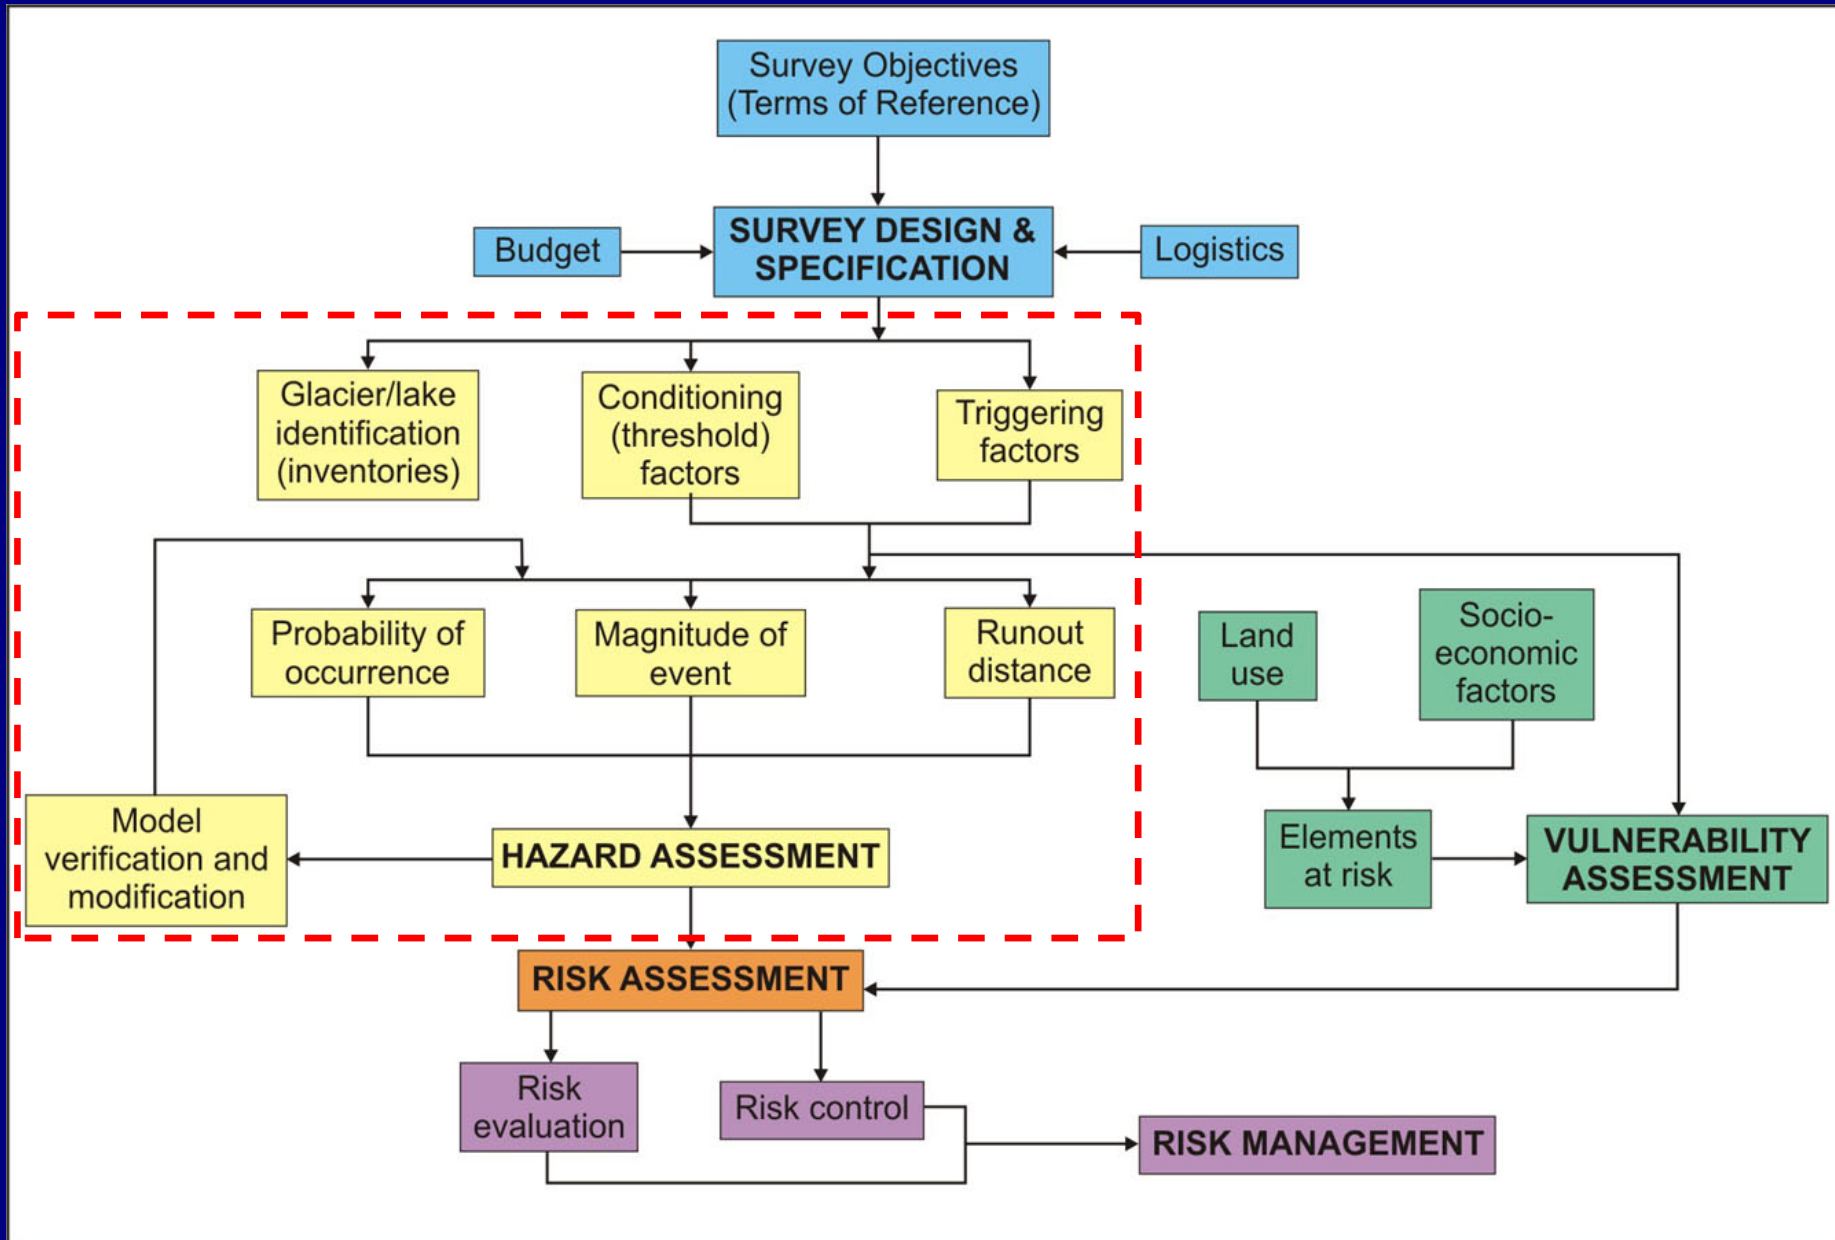 Survey Objectives
(Terms of Reference)
Budget
SURVEY DESIGN &
SPECIFICATION
Logistics
Glacier/lake
identification
(inventories)
Conditioning
(threshold)
factors
Triggering
factors
Probability of
occurrence
Magnitude of
event
Runout
distance
Land
use
Socio-
economic
factors
Model
verification and
modification
HAZARD ASSESSMENT
Elements
at risk
VULNERABILITY
ASSESSMENT
RISK ASSESSMENT
Risk
evaluation
Risk control
RISK MANAGEMENT